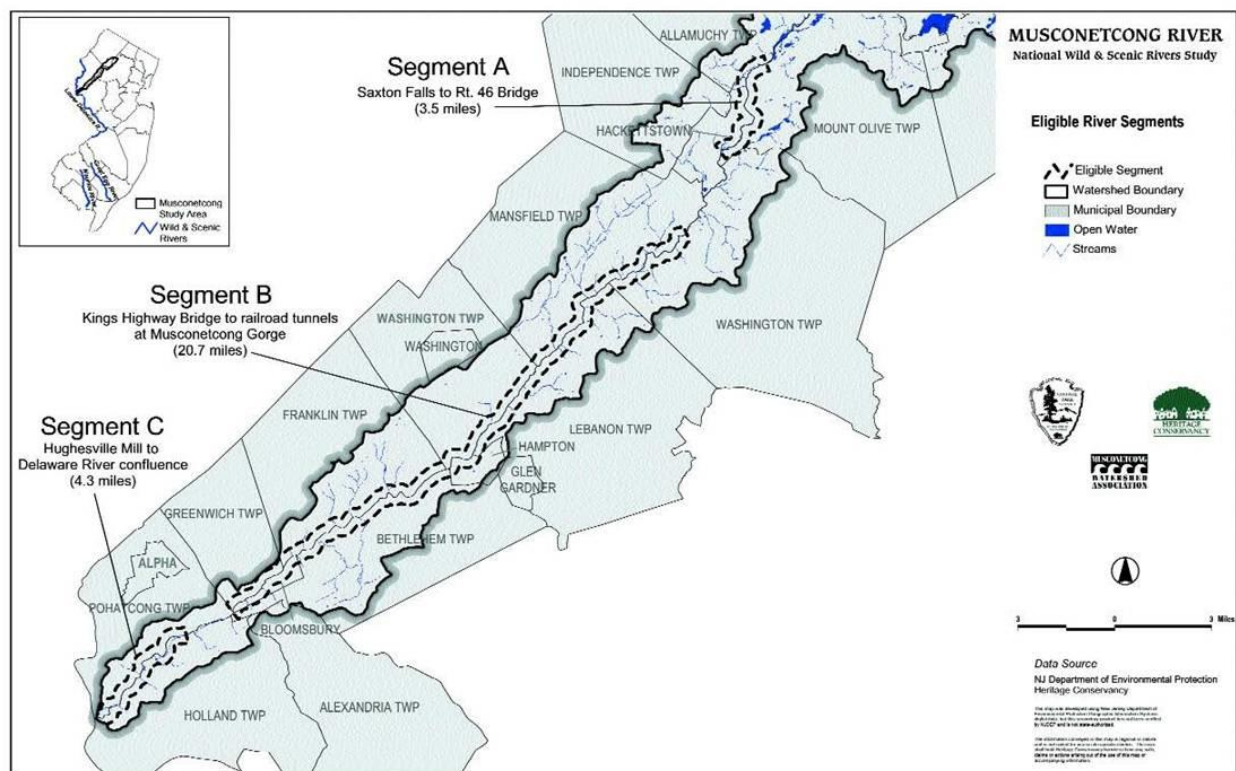 MUSCONETCONG RIVER
National Wild & Scenic Rivers Study
Eligible River Segments
Eligible Segment
Watershed Boundary
Municipal Boundary
Open Water
Streams
Musconetcong
Study Area
Wild & Scenic
Rivers
Segment A
Saxton Falls to Rt. 46 Bridge
(3.5 miles)
Segment B
Kings Highway Bridge to railroad tunnels
at Musconetcong Gorge
(20.7 miles)
Segment C
Hughesville Mill to
Delaware River confluence
(4.3 miles)
ALLAMUCHY TWP
INDEPENDENCE TWP
HACKETTSTOWN
MOUNT OLIVE TWP
MANSFIELD TWP
WASHINGTON TWP
WASHINGTON
WASHINGTON TWP
FRANKLIN TWP
LEBANON TWP
HAMPTON
GLEN
GARDNER
GREENWICH TWP
BETHLEHEM TWP
ALPHA
POHATCONG TWP
BLOOMSBURY
HOLLAND TWP
ALEXANDRIA TWP
HERITAGE
CONSERVANCY
MUSCONETCONG
WATERSHED
ASSOCIATION
3 0 3 Miles
Data Source
NJ Department of Environmental Protection
Heritage Conservancy